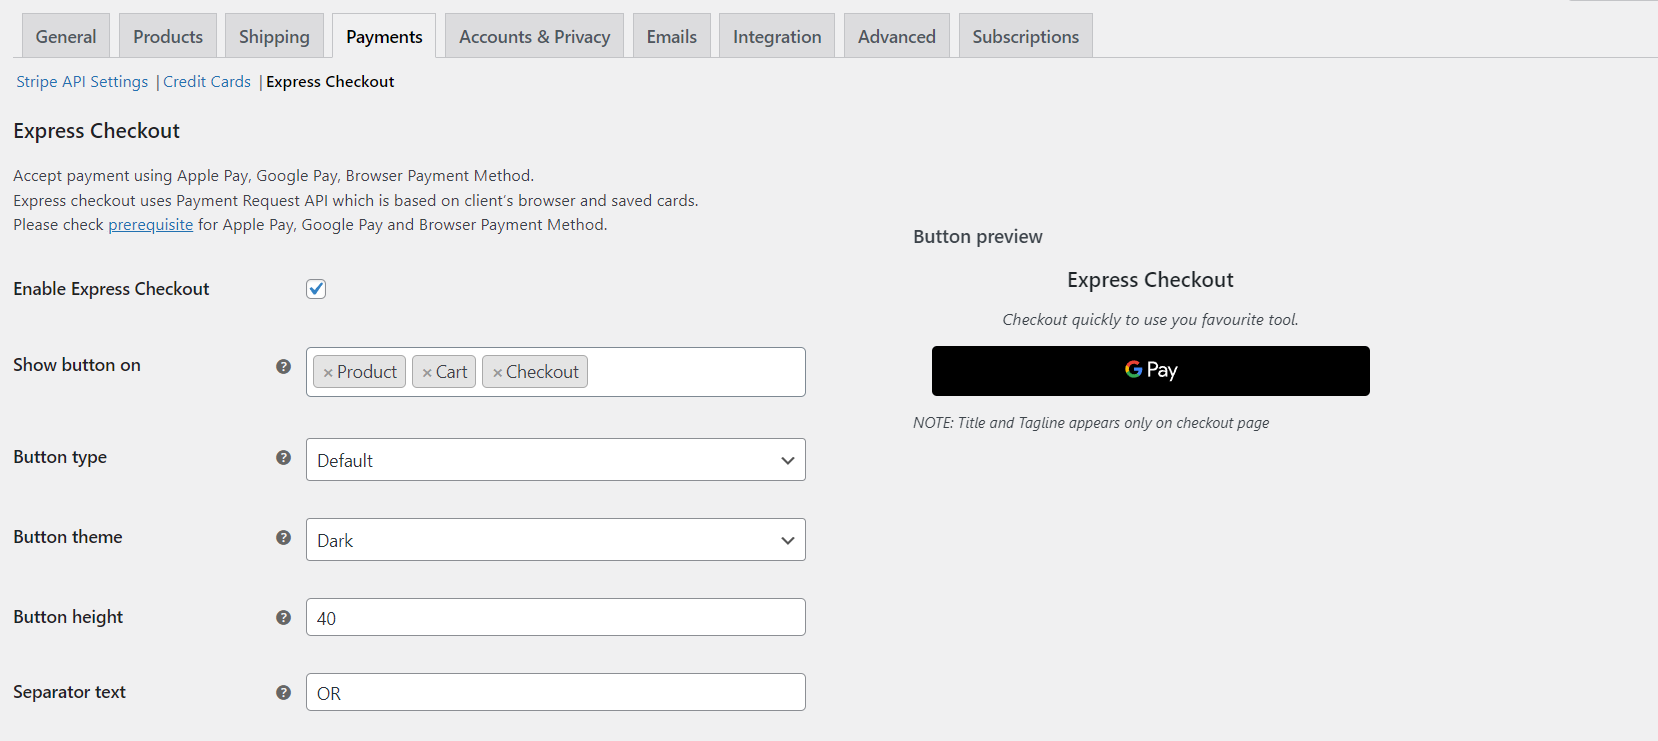 General Products Shipping Payments Accounts & Privacy Emails Integration Advanced Subscriptions
Stripe API Settings | Credit Cards | Express Checkout
Express Checkout
Accept payment using Apple Pay, Google Pay, Browser Payment Method.
Express checkout uses Payment Request API which is based on client's browser and saved cards.
Please check prerequisite for Apple Pay, Google Pay and Browser Payment Method.
Enable Express Checkout
Show button on ? × Product × Cart × Checkout
Button type ? Default
Button theme ? Dark
Button height ? 40
Separator text ? OR
Button preview
Express Checkout
Checkout quickly to use you favourite tool.
G Pay
NOTE: Title and Tagline appears only on checkout page